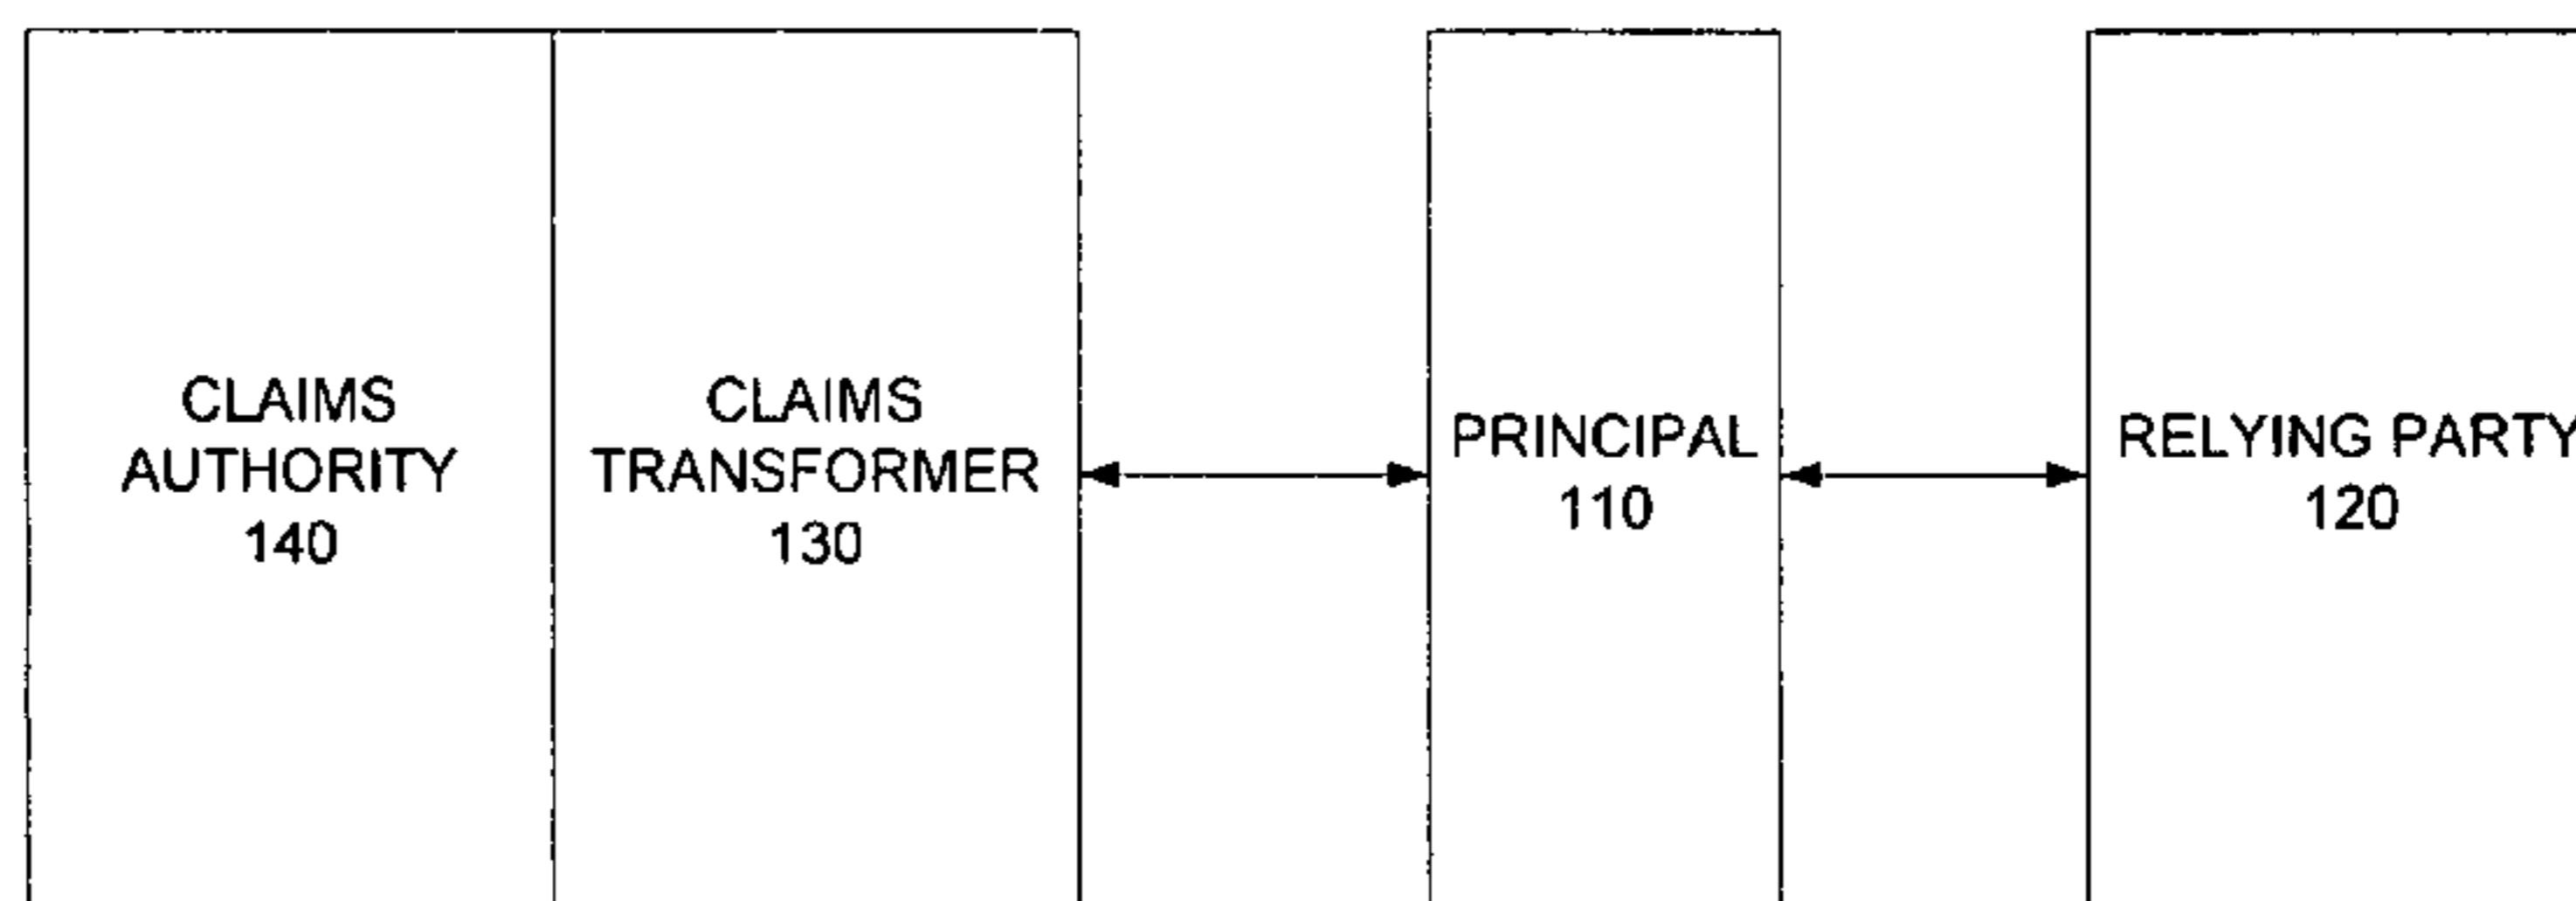 CLAIMS
AUTHORITY
140
CLAIMS
TRANSFORMER
130
PRINCIPAL
110
RELYING PARTY
120